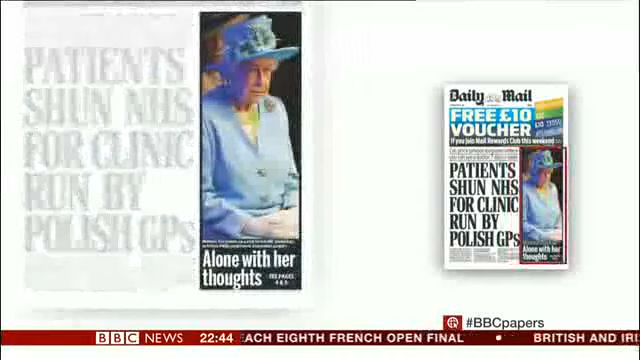 PATIENTS
SHUN NHS
FOR CLINIC
RUN BY
POLISH GPs
Alone with her
thoughts SEE PAGES
4 & 5
Daily Mail
FREE £10
VOUCHER
If you join Mail Rewards Club this weekend
PATIENTS
SHUN NHS
FOR CLINIC
RUN BY
POLISH GPs
Alone with her
thoughts
#BBCpapers
BBC NEWS 22:44 EACH EIGHTH FRENCH OPEN FINAL BRITISH AND IRI